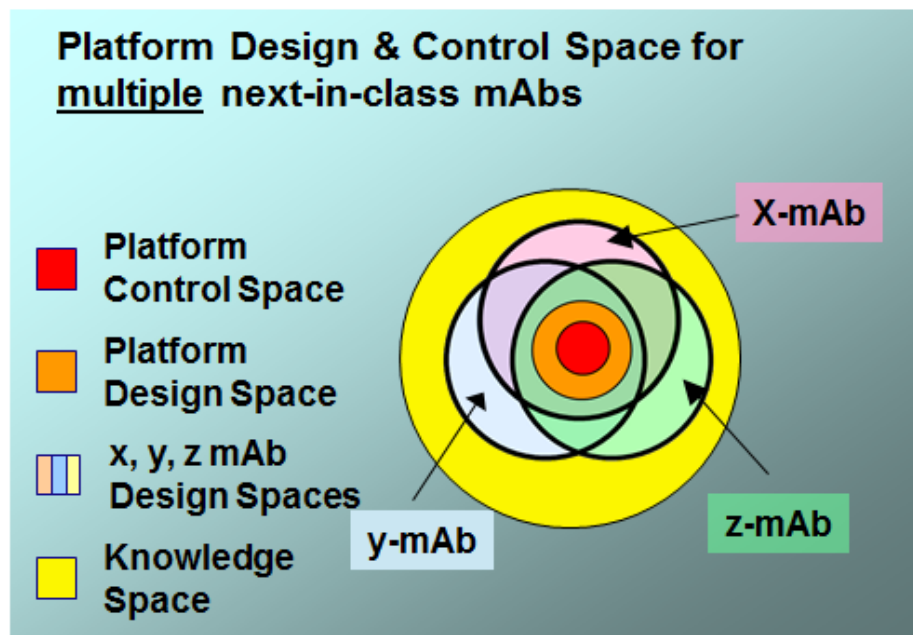 Platform Design & Control Space for
multiple next-in-class mAbs
X-mAb
Platform
Control Space
Platform
Design Space
x, y, z mAb
Design Spaces
y-mAb
z-mAb
Knowledge
Space